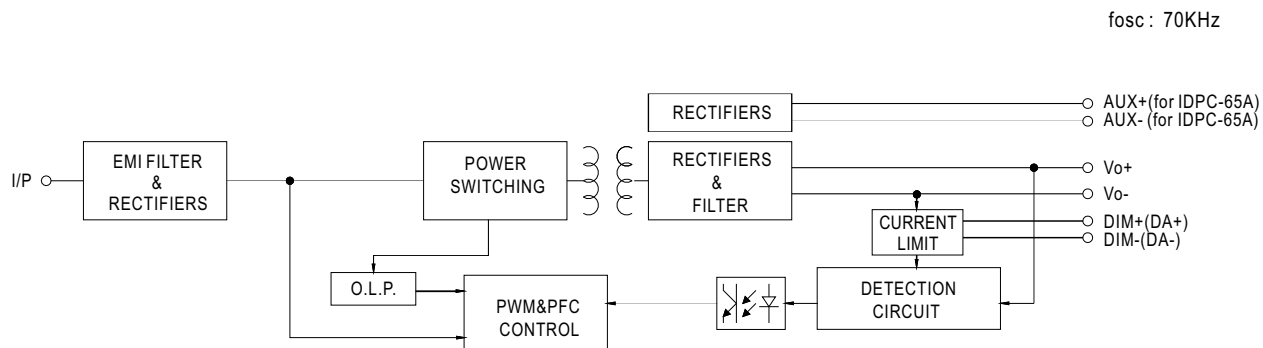 fosc : 70KHz
RECTIFIERS
AUX+(for IDPC-65A)
AUX- (for IDPC-65A)
I/P
EMI FILTER
&
RECTIFIERS
POWER
SWITCHING
RECTIFIERS
&
FILTER
Vo+
Vo-
CURRENT
LIMIT
DIM+(DA+)
DIM-(DA-)
O.L.P.
PWM&PFC
CONTROL
DETECTION
CIRCUIT